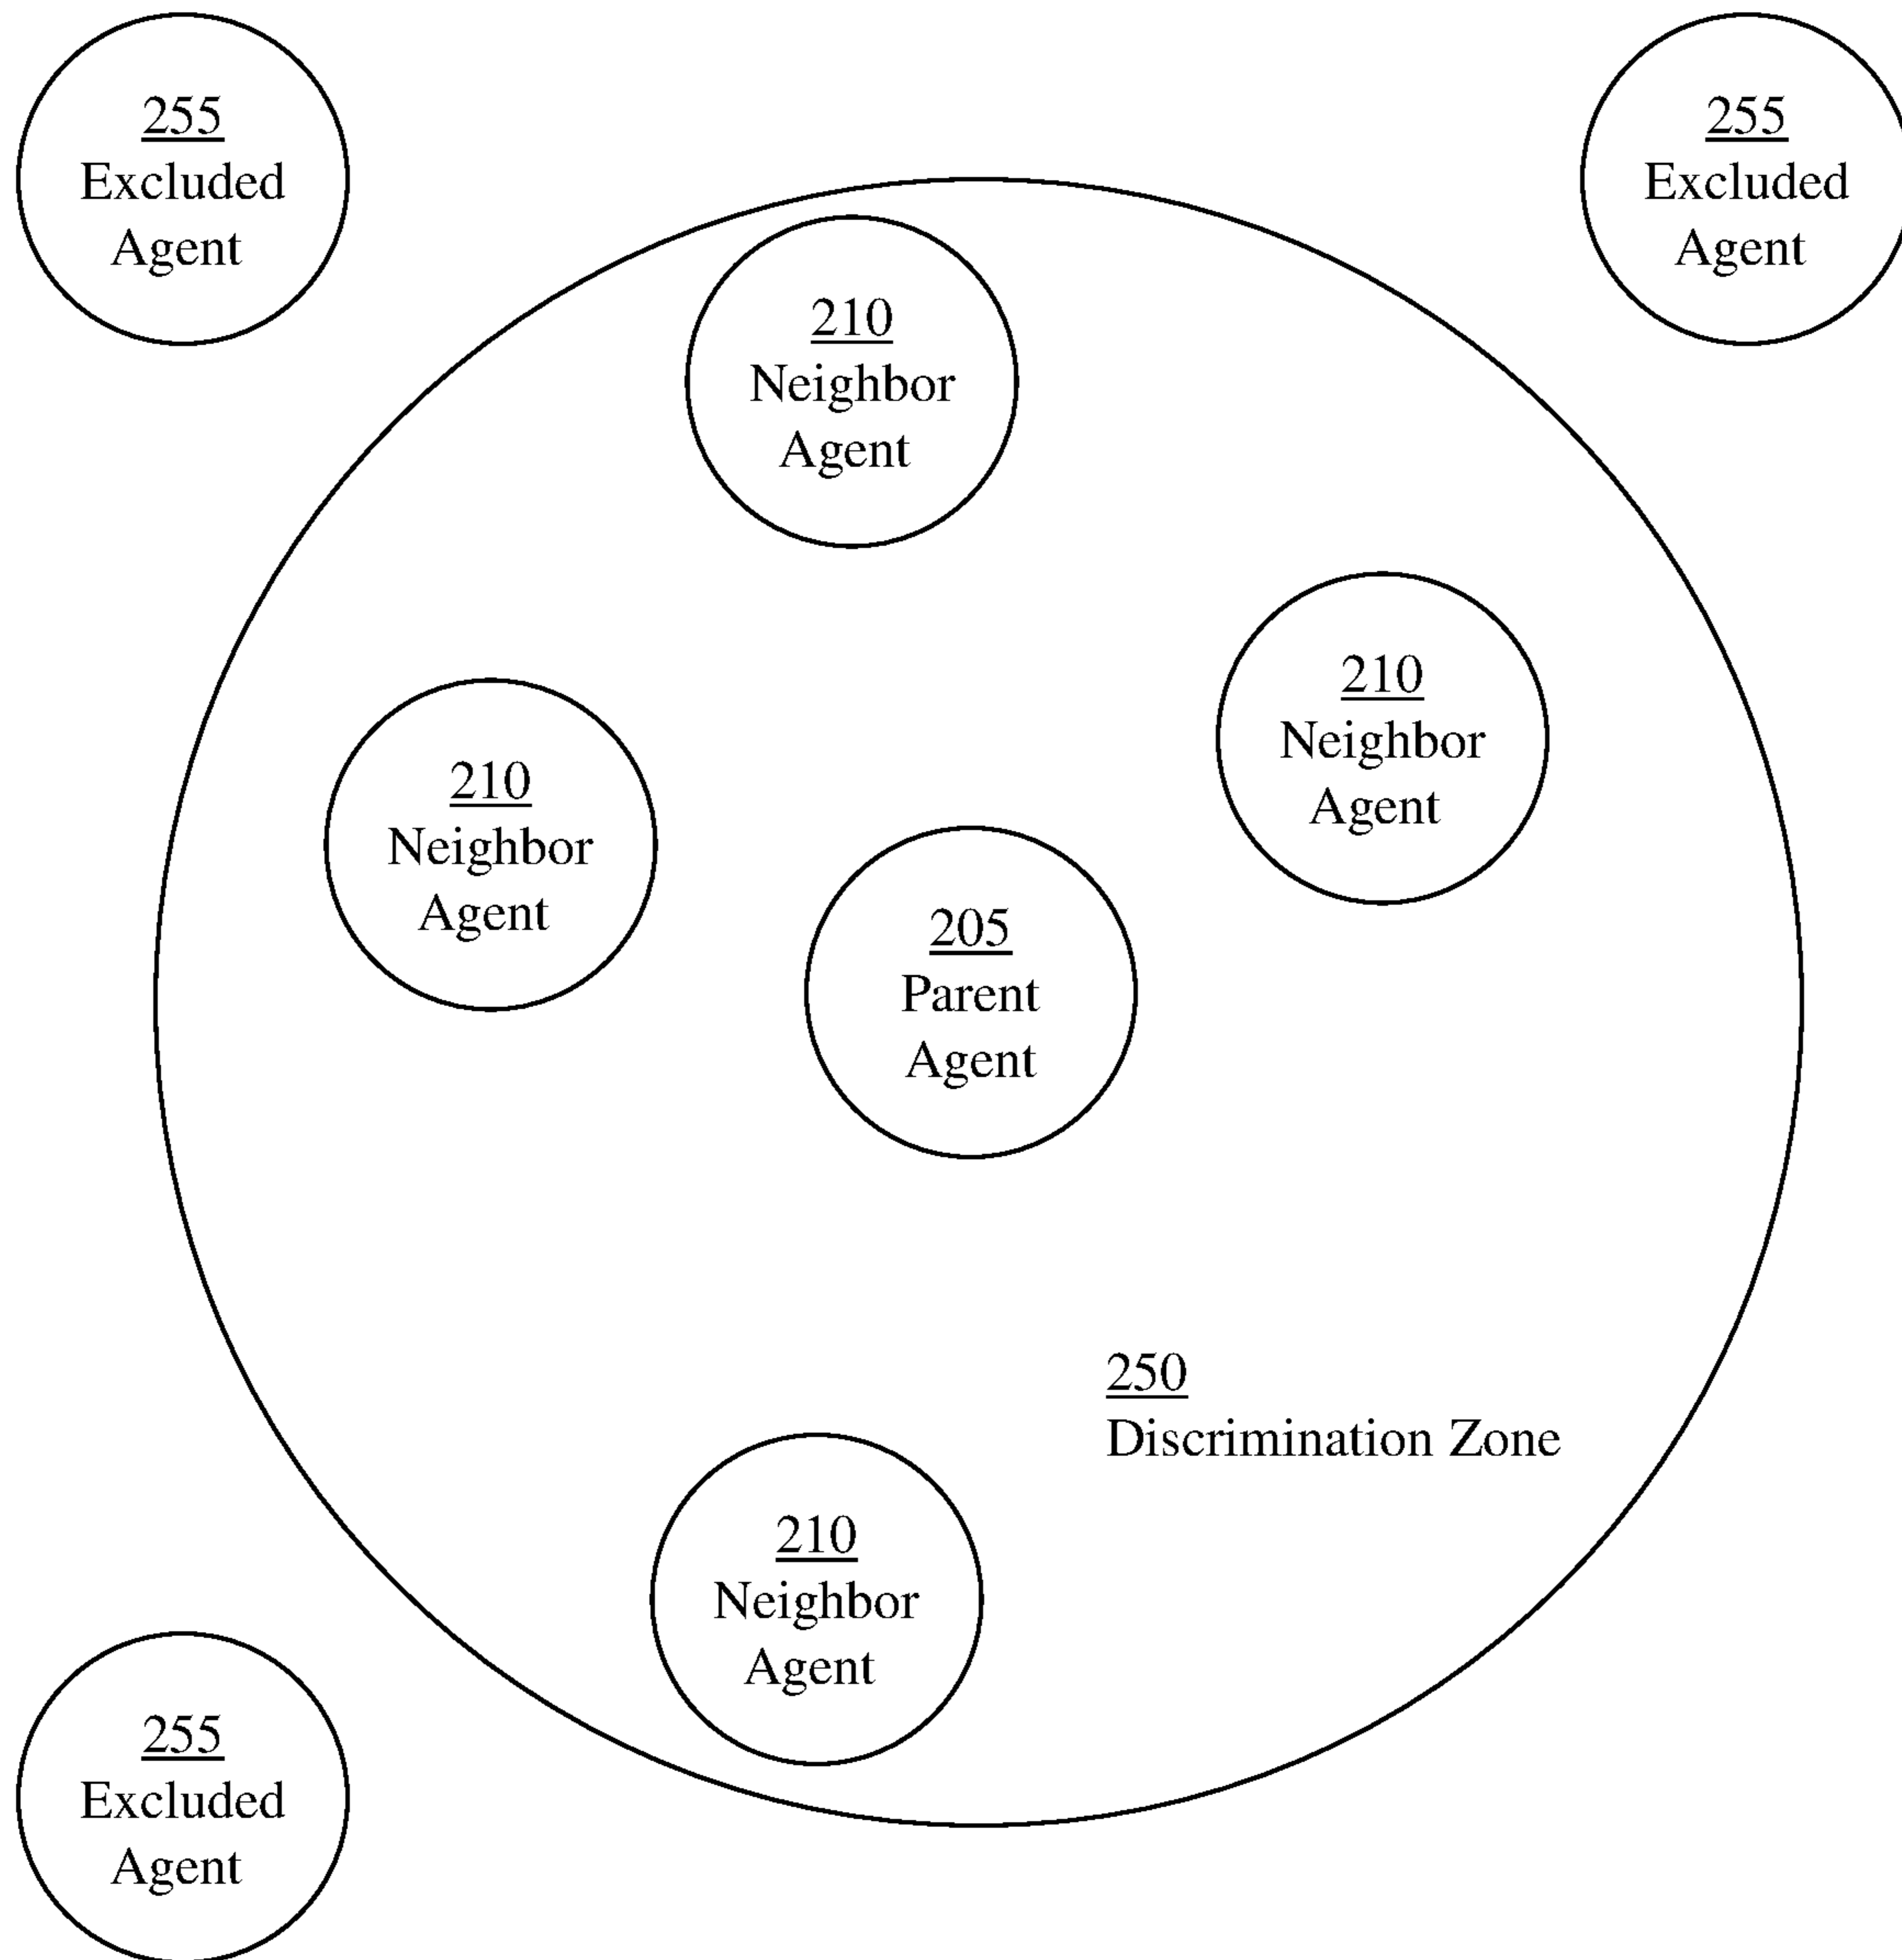 255
Excluded
Agent
255
Excluded
Agent
210
Neighbor
Agent
210
Neighbor
Agent
210
Neighbor
Agent
205
Parent
Agent
250
Discrimination Zone
210
Neighbor
Agent
255
Excluded
Agent